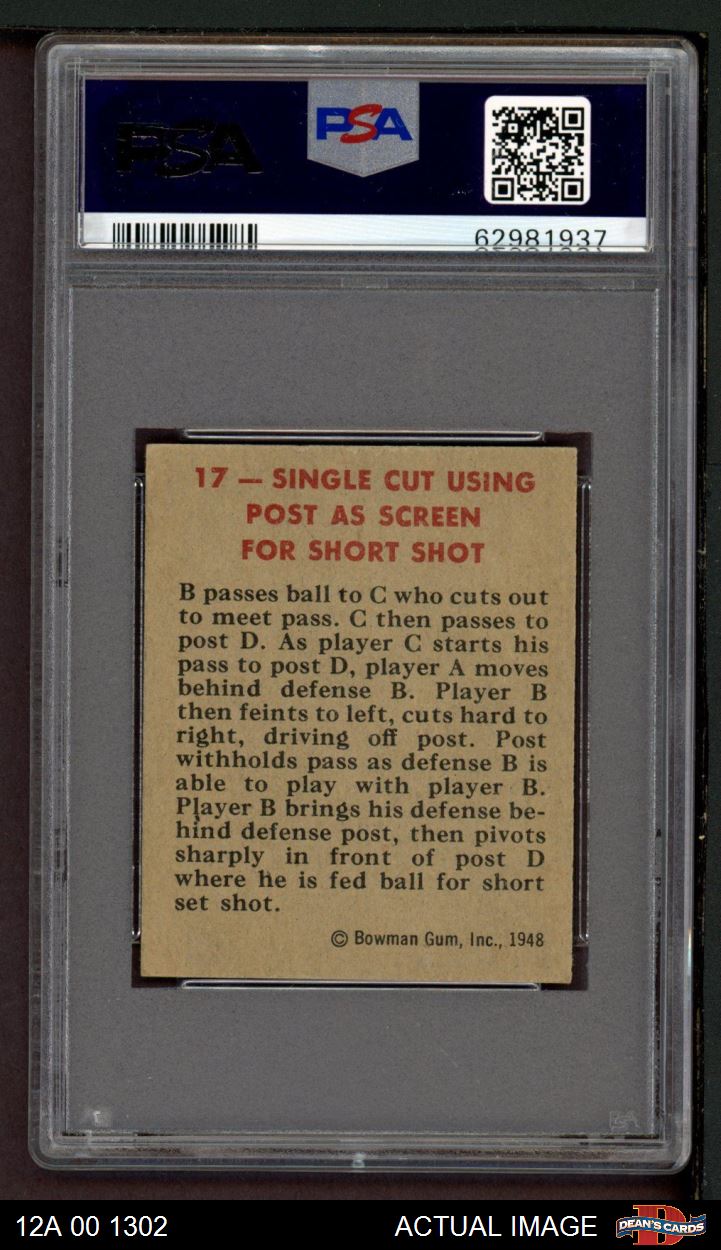 PSA
PSA
62981937
17 — SINGLE CUT USING
POST AS SCREEN
FOR SHORT SHOT
B passes ball to C who cuts out
to meet pass. C then passes to
post D. As player C starts his
pass to post D, player A moves
behind defense B. Player B
then feints to left, cuts hard to
right, driving off post. Post
withholds pass as defense B is
able to play with player B.
Player B brings his defense be-
hind defense post, then pivots
sharply in front of post D
where he is fed ball for short
set shot.
© Bowman Gum, Inc., 1948
PSA
12A 00 1302
ACTUAL IMAGE
DEAN'S CARDS